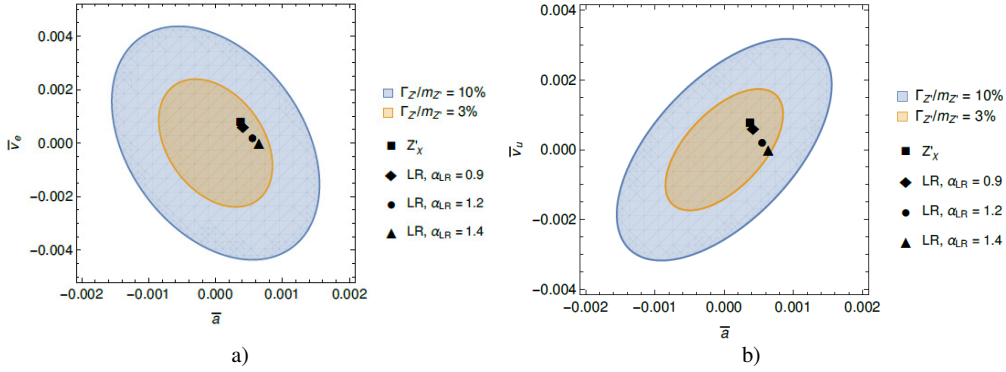 0.004
0.002
0.000
−0.002
−0.004
v̅ₑ
−0.002
−0.001
0.000
0.001
0.002
a̅
Γ_Z'/m_Z' = 10%
Γ_Z'/m_Z' = 3%
Z'_χ
LR, α_LR = 0.9
LR, α_LR = 1.2
LR, α_LR = 1.4
a)
0.004
0.002
0.000
−0.002
−0.004
v̅ᵤ
−0.002
−0.001
0.000
0.001
0.002
a̅
Γ_Z'/m_Z' = 10%
Γ_Z'/m_Z' = 3%
Z'_χ
LR, α_LR = 0.9
LR, α_LR = 1.2
LR, α_LR = 1.4
b)